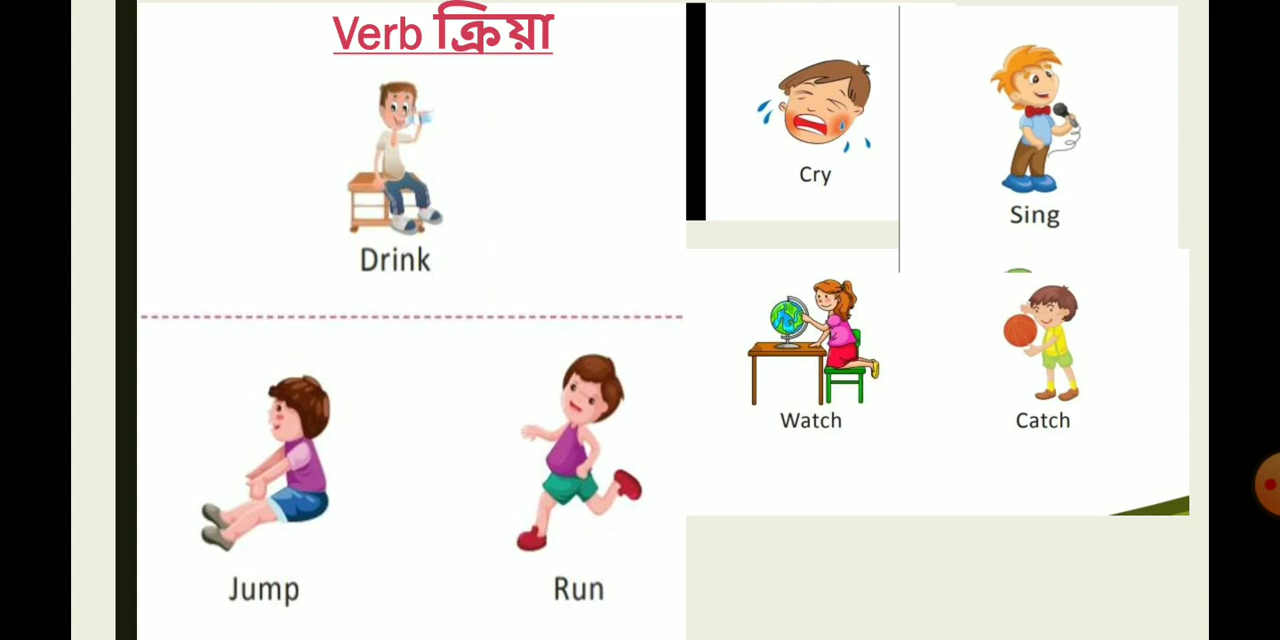 Verb ক্রিয়া
Drink
Cry
Sing
Watch
Catch
Jump
Run